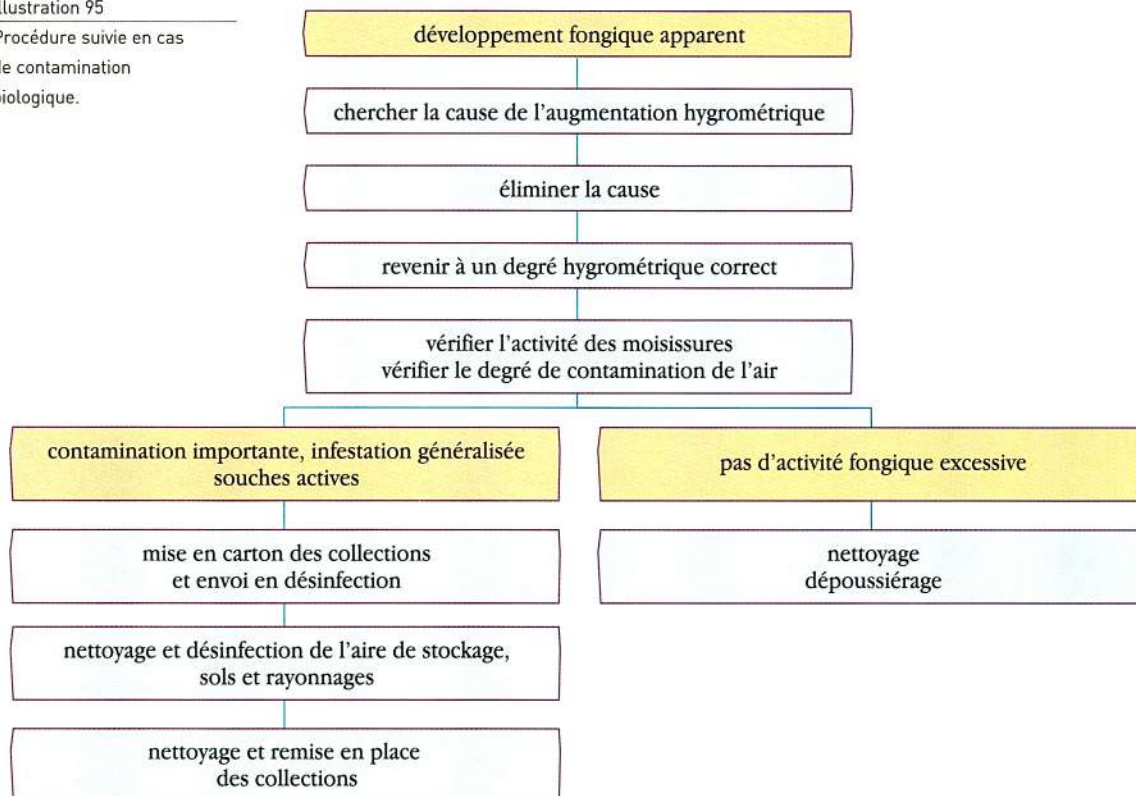 Illustration 95
Procédure suivie en cas
de contamination
biologique.
développement fongique apparent
chercher la cause de l'augmentation hygrométrique
éliminer la cause
revenir à un degré hygrométrique correct
vérifier l'activité des moisissures
vérifier le degré de contamination de l'air
contamination importante, infestation généralisée
souches actives
pas d'activité fongique excessive
mise en carton des collections
et envoi en désinfection
nettoyage
dépoussiérage
nettoyage et désinfection de l'aire de stockage,
sols et rayonnages
nettoyage et remise en place
des collections